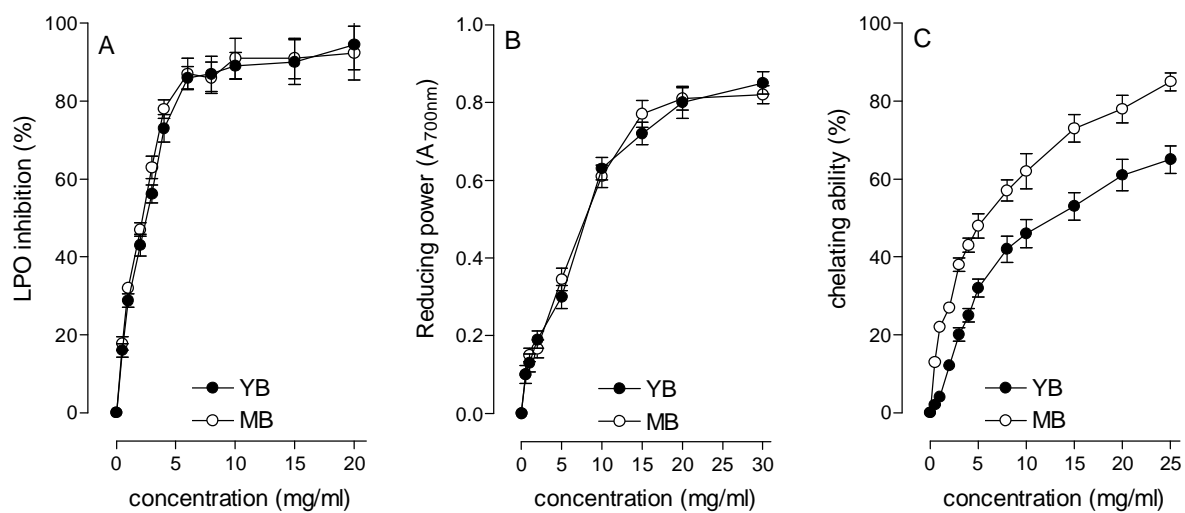 A
LPO inhibition (%)
100
80
60
40
20
0
0 5 10 15 20
concentration (mg/ml)
YB
MB
B
Reducing power (A700nm)
1.0
0.8
0.6
0.4
0.2
0.0
0 5 10 15 20 30
concentration (mg/ml)
YB
MB
C
chelating ability (%)
100
80
60
40
20
0
0 5 10 15 20 25
concentration (mg/ml)
YB
MB